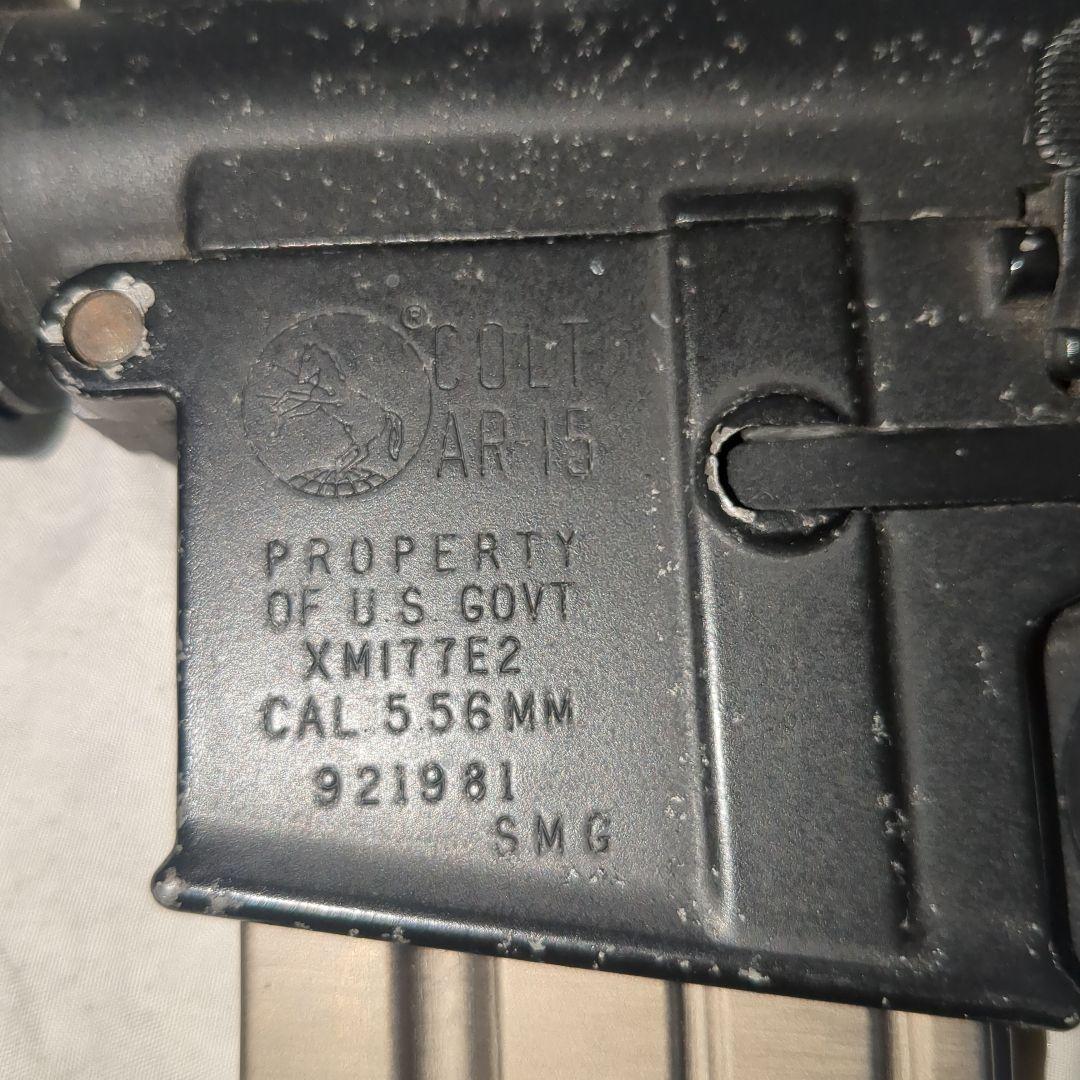 ® COLT
AR-15
PROPERTY
OF U.S. GOVT
XM177E2
CAL. 5.56MM
921981
SMG